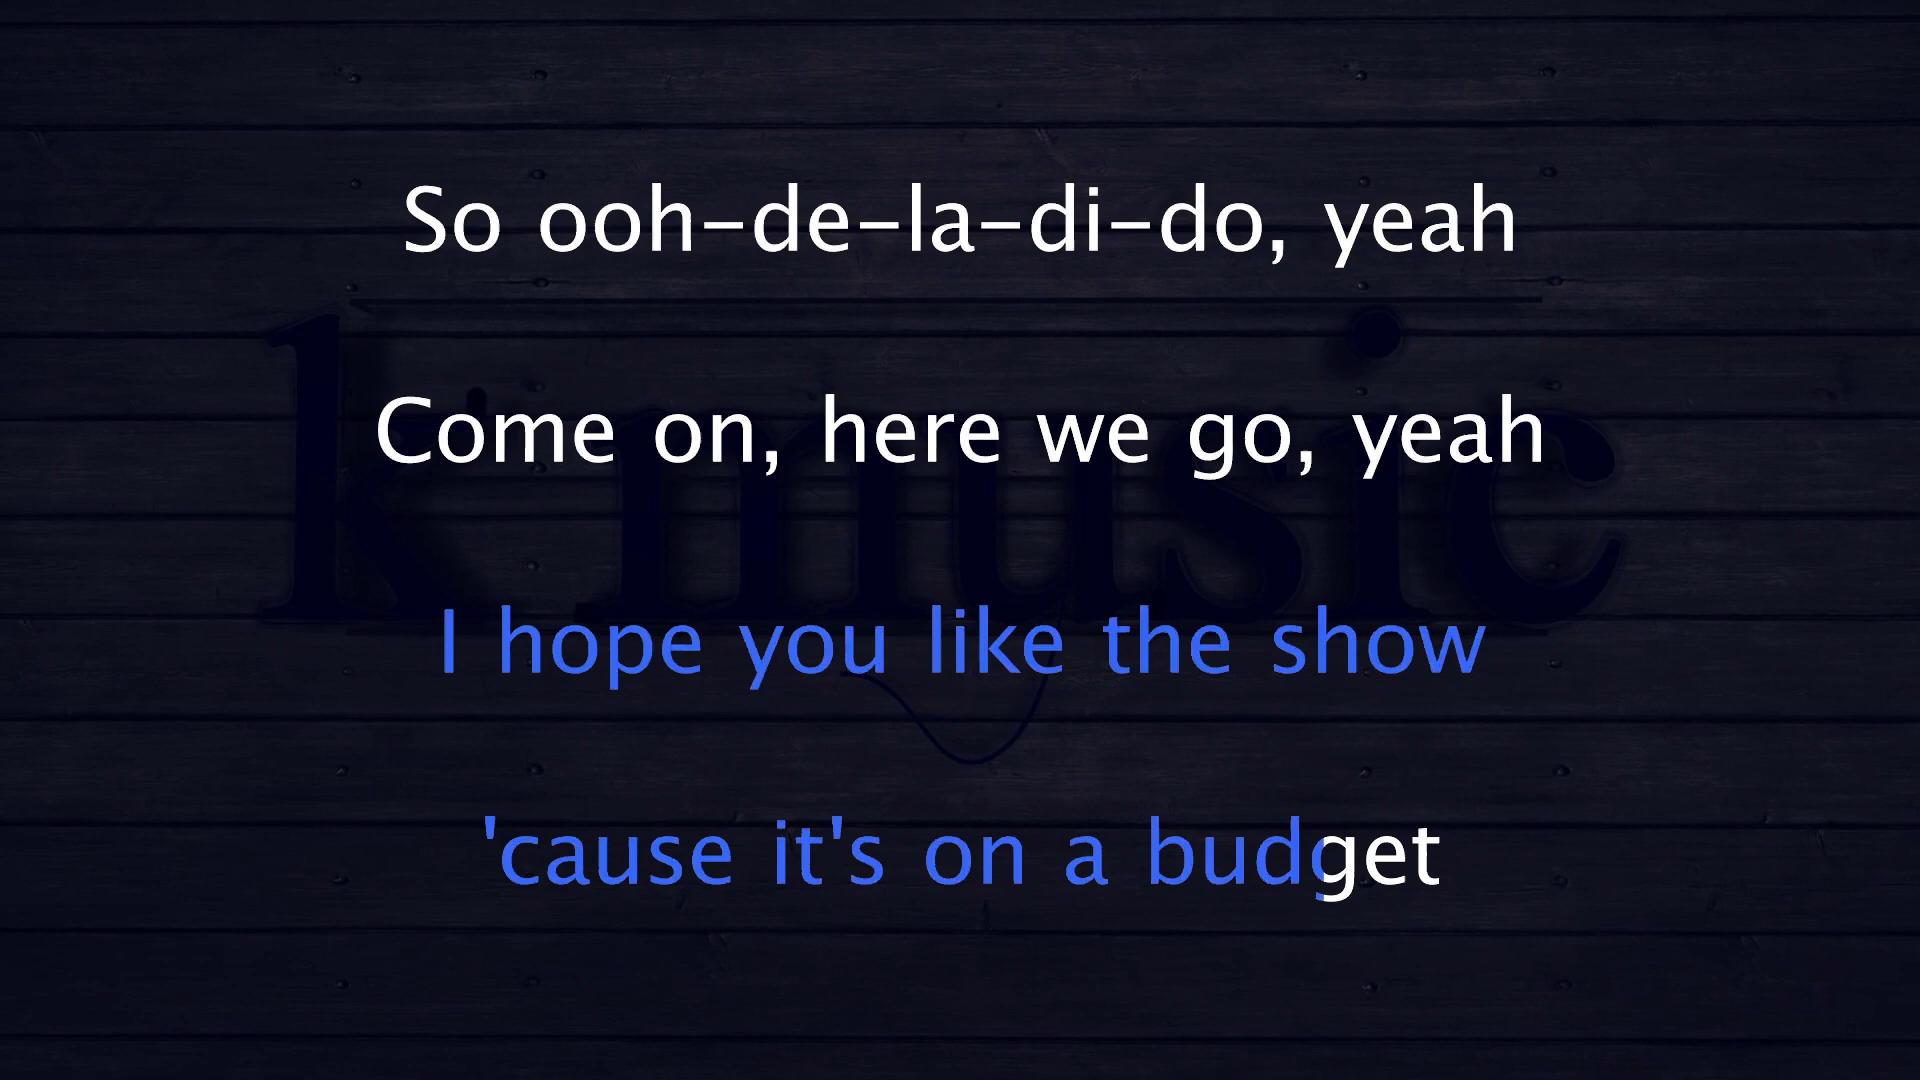 So ooh-de-la-di-do, yeah
Come on, here we go, yeah
k music
I hope you like the show
'cause it's on a budget